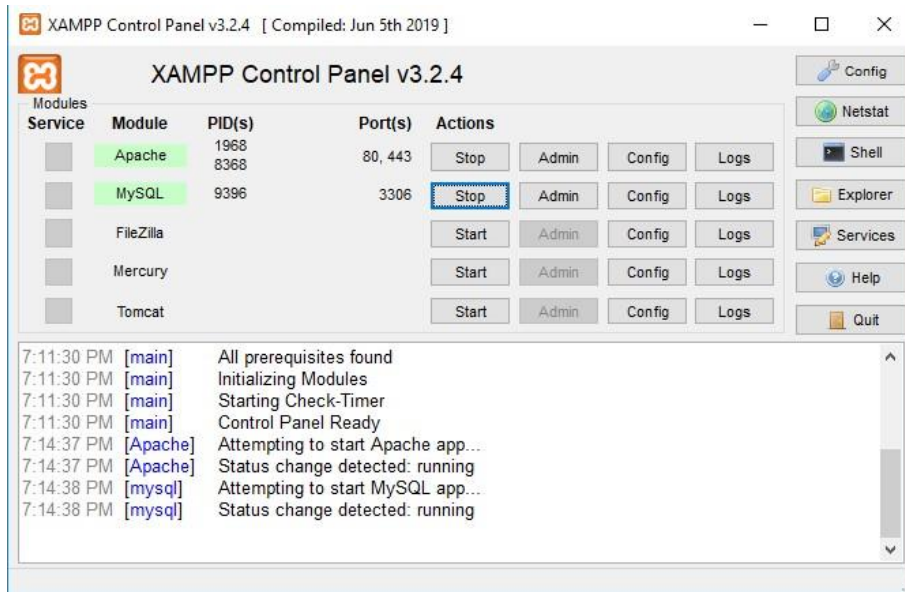 XAMPP Control Panel v3.2.4 [ Compiled: Jun 5th 2019 ]
XAMPP Control Panel v3.2.4
Config
Modules
Service Module PID(s) Port(s) Actions
Netstat
Apache 1968 8368 80, 443 Stop Admin Config Logs
Shell
MySQL 9396 3306 Stop Admin Config Logs
Explorer
FileZilla Start Admin Config Logs
Services
Mercury Start Admin Config Logs
Help
Tomcat Start Admin Config Logs
Quit
7:11:30 PM [main] All prerequisites found
7:11:30 PM [main] Initializing Modules
7:11:30 PM [main] Starting Check-Timer
7:11:30 PM [main] Control Panel Ready
7:14:37 PM [Apache] Attempting to start Apache app...
7:14:37 PM [Apache] Status change detected: running
7:14:38 PM [mysql] Attempting to start MySQL app...
7:14:38 PM [mysql] Status change detected: running